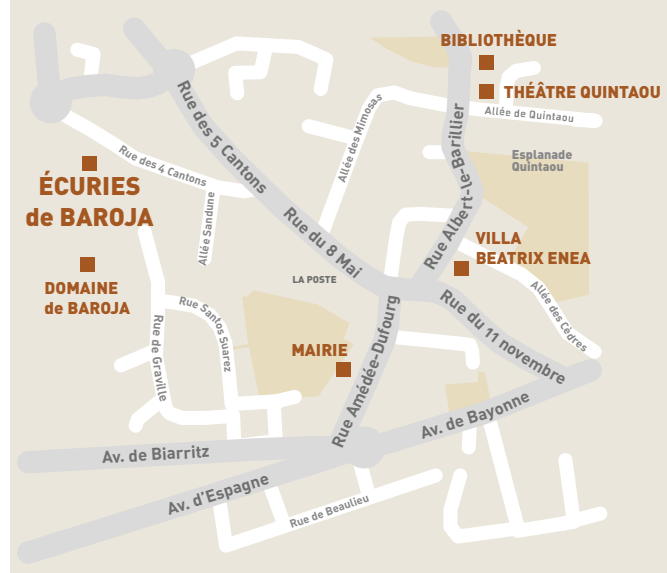 BIBLIOTHÈQUE
THÉÂTRE QUINTAOU
Allée de Quintaou
Rue des 5 Cantons
Allée des Mimosas
Rue Albert-le-Barillier
Esplanade
Quintaou
Rue des 4 Cantons
ÉCURIES
de BAROJA
Allée Sandune
Rue du 8 Mai
VILLA
BEATRIX ENEA
LA POSTE
DOMAINE
de BAROJA
Rue Santos Suarez
Allée des Cèdres
Rue de Graville
MAIRIE
Rue Amédée-Dufourg
Rue du 11 novembre
Av. de Bayonne
Av. de Biarritz
Av. d'Espagne
Rue de Beaulieu